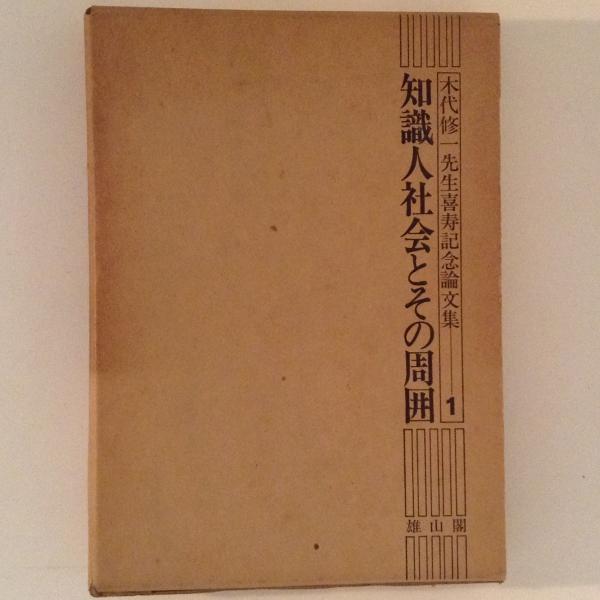 木代修一先生喜寿記念論文集——1
知識人社会とその周囲
雄山閣